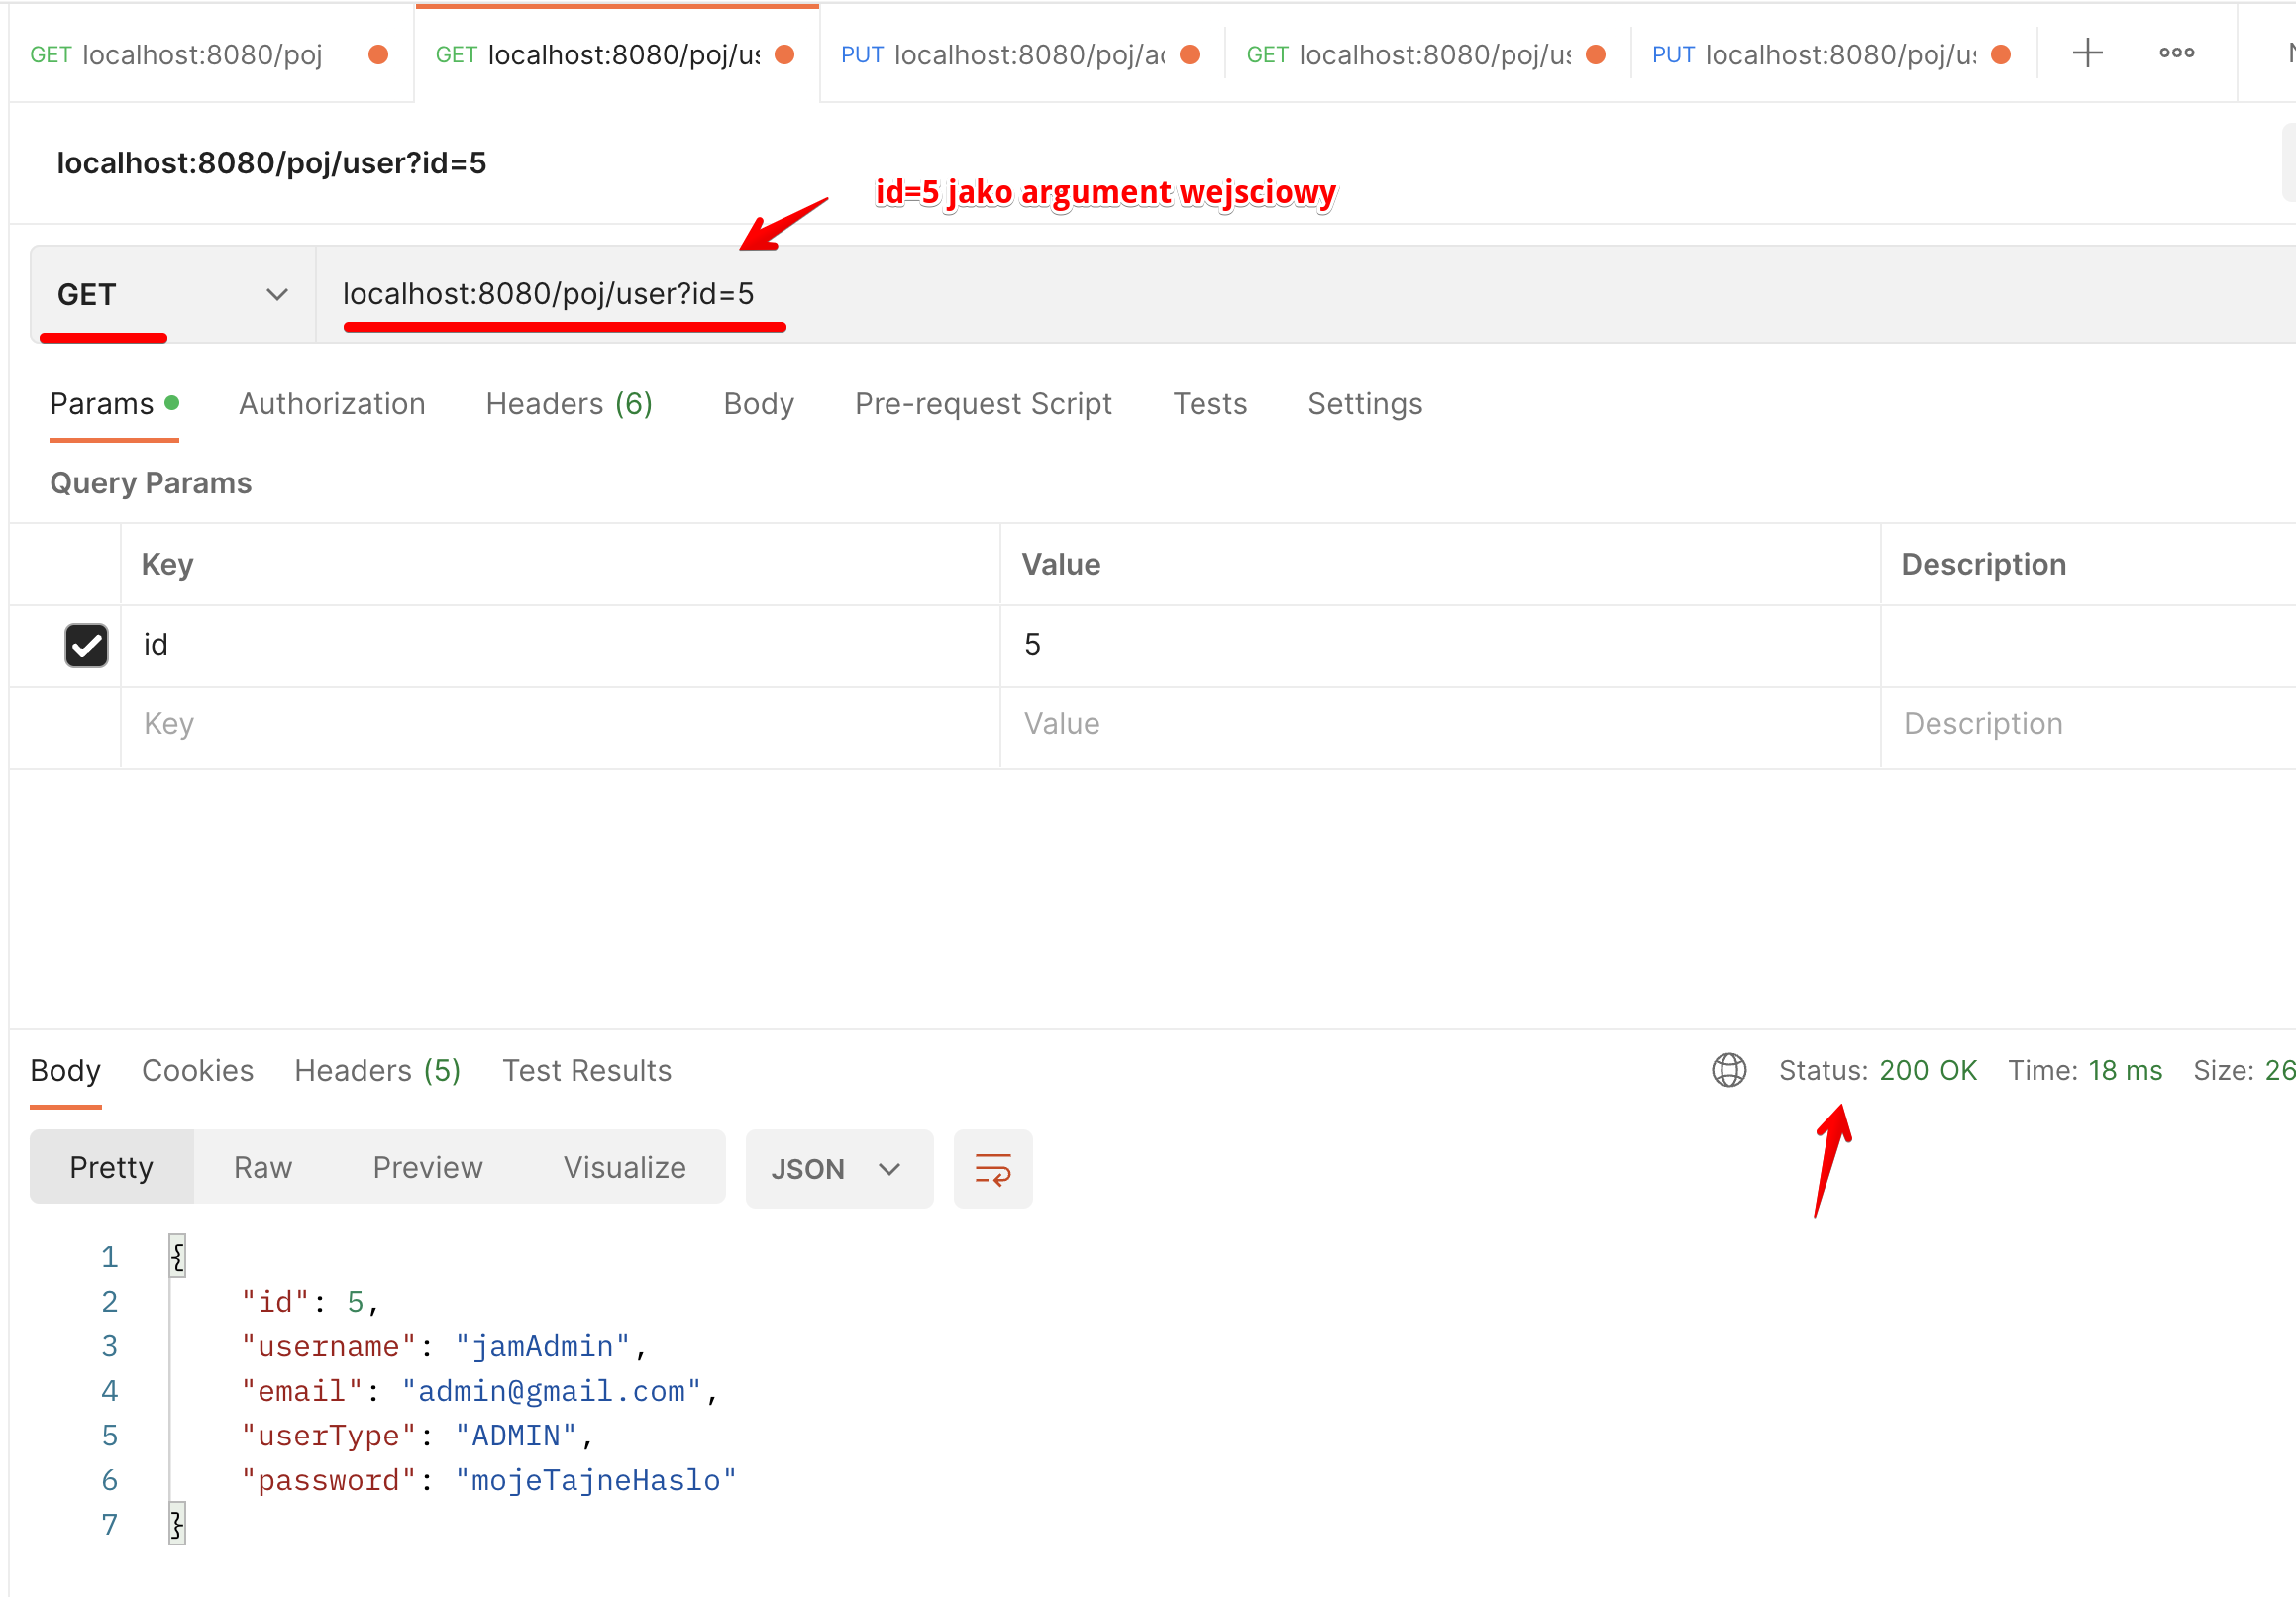 GET localhost:8080/poj GET localhost:8080/poj/us PUT localhost:8080/poj/ac GET localhost:8080/poj/us PUT localhost:8080/poj/us
localhost:8080/poj/user?id=5
id=5 jako argument wejsciowy
GET localhost:8080/poj/user?id=5
Params Authorization Headers (6) Body Pre-request Script Tests Settings
Query Params
Key Value Description
id 5
Key Value Description
Body Cookies Headers (5) Test Results Status: 200 OK Time: 18 ms Size: 26
Pretty Raw Preview Visualize JSON
1 {
2 "id": 5,
3 "username": "jamAdmin",
4 "email": "admin@gmail.com",
5 "userType": "ADMIN",
6 "password": "mojeTajneHaslo"
7 }